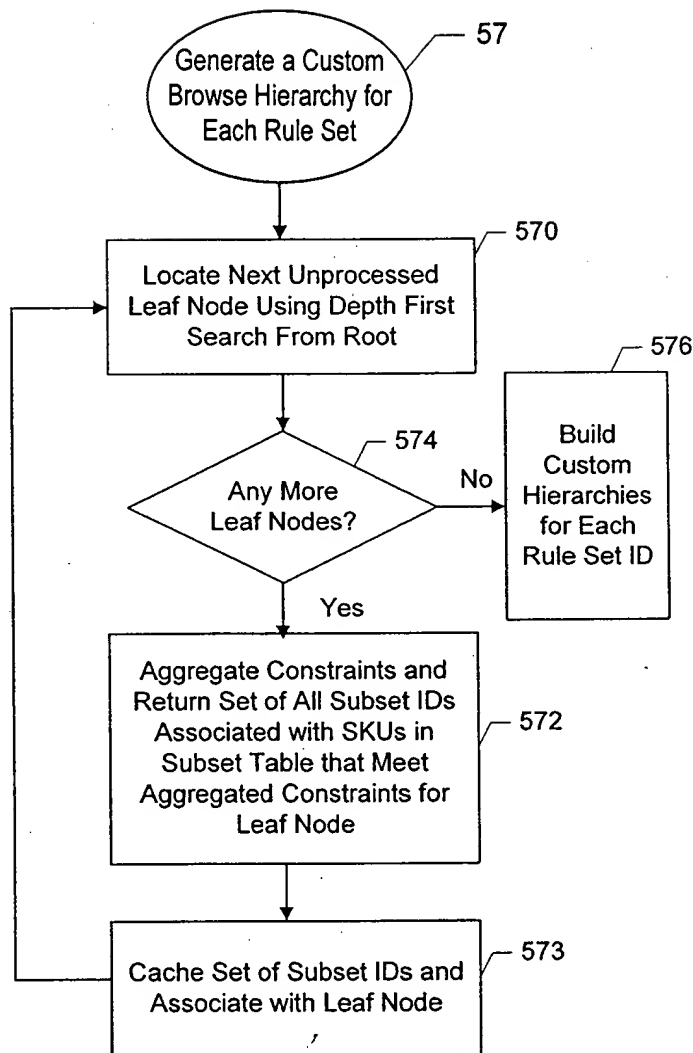 57
Generate a Custom
Browse Hierarchy for
Each Rule Set
570
Locate Next Unprocessed
Leaf Node Using Depth First
Search From Root
574
Any More
Leaf Nodes?
No
576
Build
Custom
Hierarchies
for Each
Rule Set ID
Yes
Aggregate Constraints and
Return Set of All Subset IDs
Associated with SKUs in
Subset Table that Meet
Aggregated Constraints for
Leaf Node
572
Cache Set of Subset IDs and
Associate with Leaf Node
573